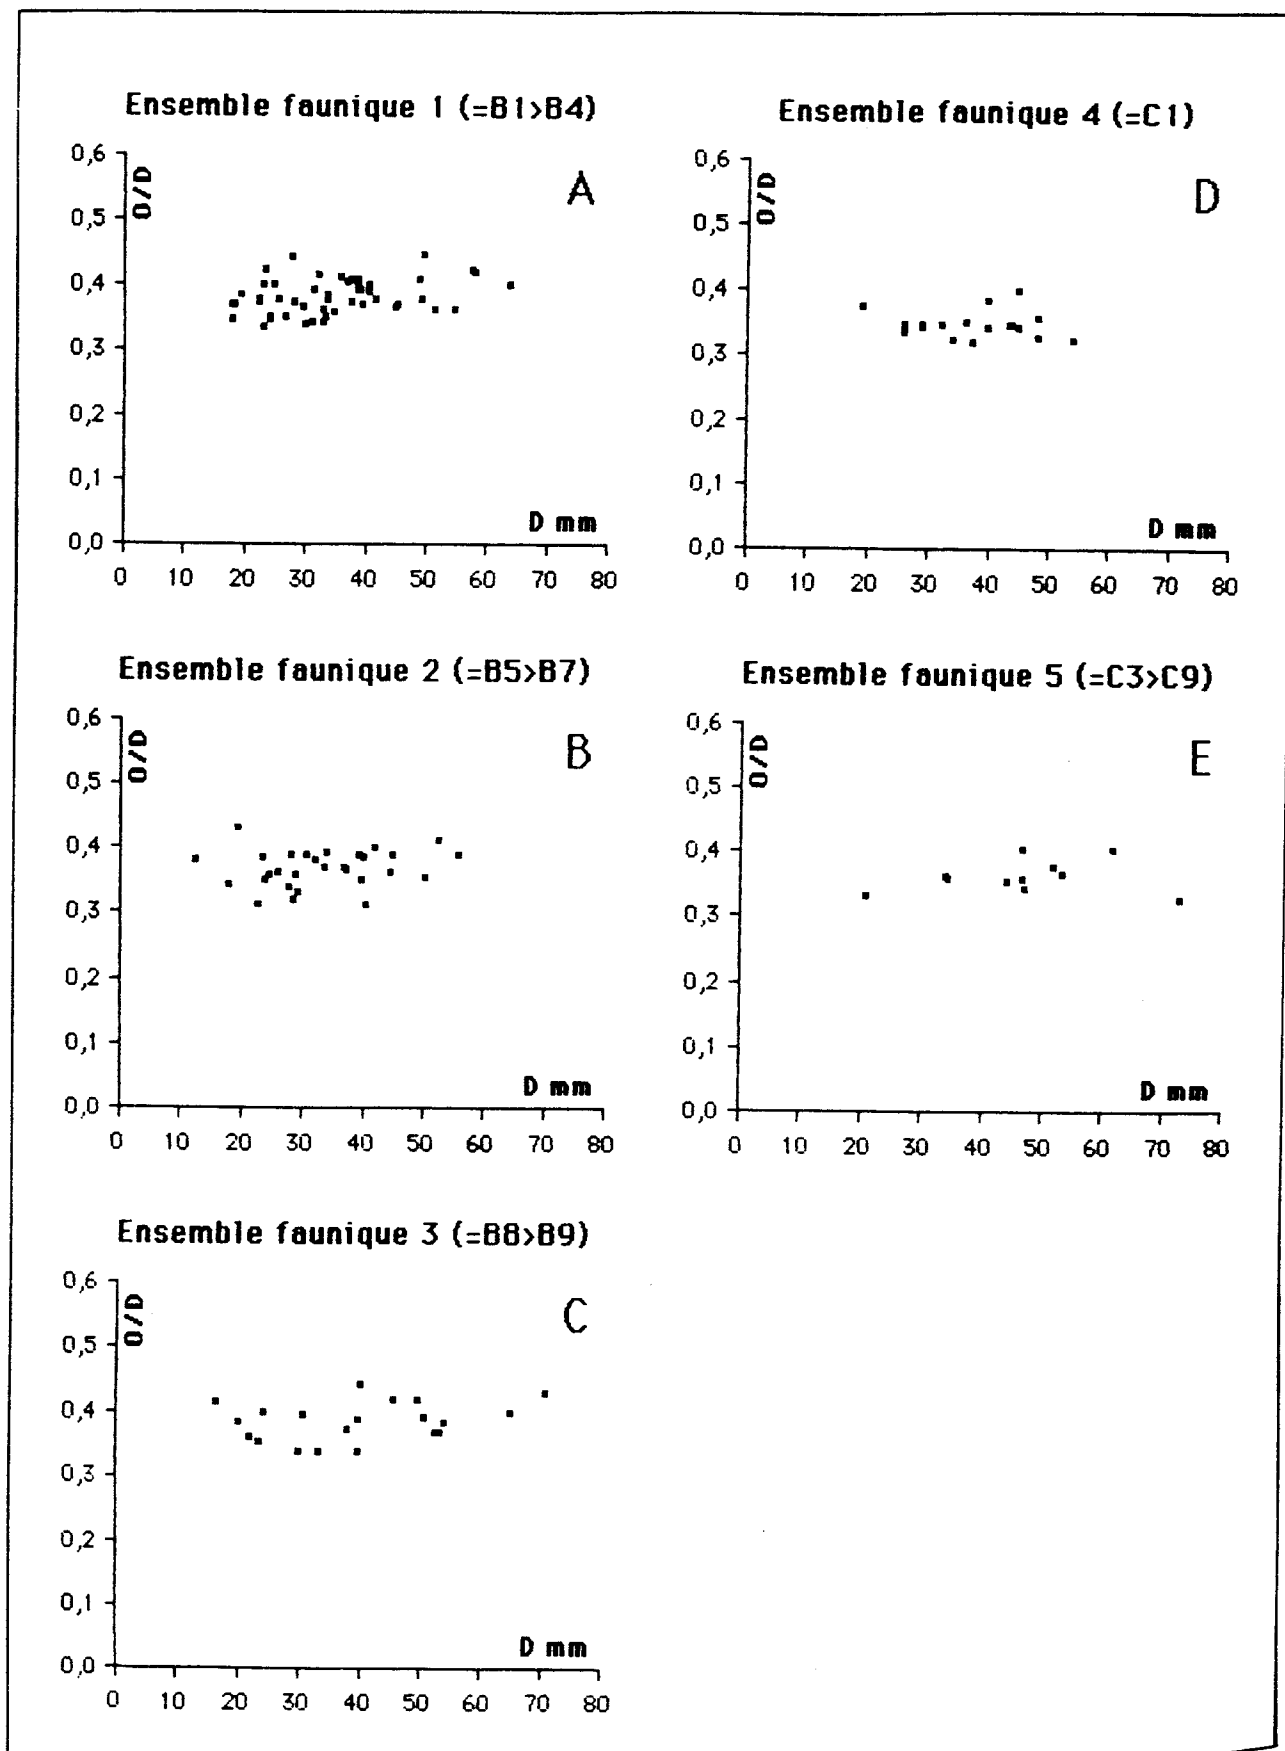 Ensemble faunique 1 (=B1>B4)
0,6
0,5
0,4
0,3
0,2
0,1
0,0
O/D
A
D mm
0 10 20 30 40 50 60 70 80
Ensemble faunique 4 (=C1)
0,6
0,5
0,4
0,3
0,2
0,1
0,0
O/D
D
D mm
0 10 20 30 40 50 60 70 80
Ensemble faunique 2 (=B5>B7)
0,6
0,5
0,4
0,3
0,2
0,1
0,0
O/D
B
D mm
0 10 20 30 40 50 60 70 80
Ensemble faunique 5 (=C3>C9)
0,6
0,5
0,4
0,3
0,2
0,1
0,0
O/D
E
D mm
0 10 20 30 40 50 60 70 80
Ensemble faunique 3 (=B8>B9)
0,6
0,5
0,4
0,3
0,2
0,1
0,0
O/D
C
D mm
0 10 20 30 40 50 60 70 80